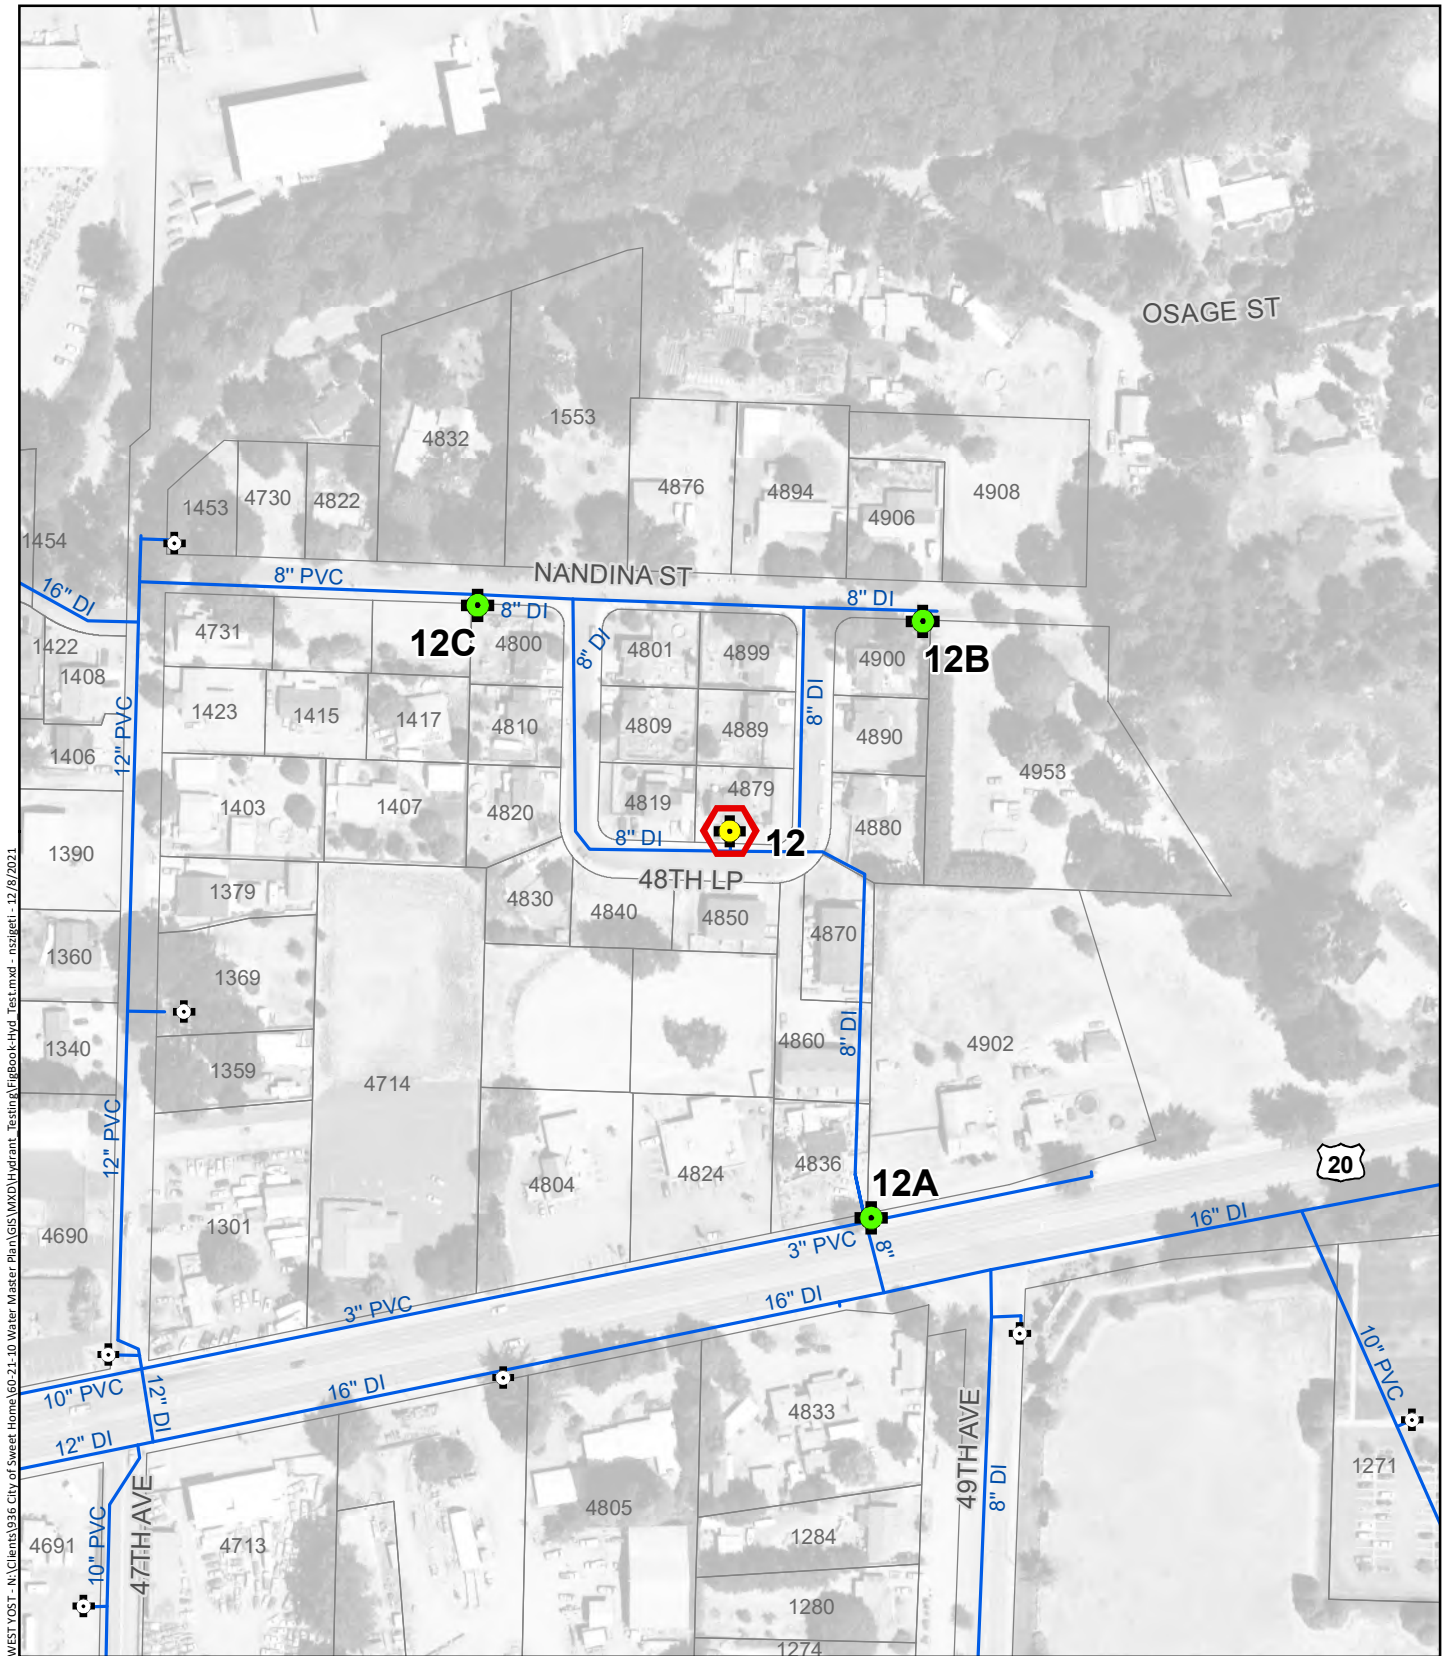 OSAGE ST
1553
4832
4876
4894
4908
4730
4822
1453
4906
1454
8" PVC
NANDINA ST
16" DI
8" DI
8" DI
12C
4731
4800
8" DI
4801
4899
4900
12B
1422
1408
1423
1415
1417
4810
4809
4889
8" DI
4890
12" PVC
1406
4953
1403
1407
4820
4819
4879
4880
8" DI
12
1390
48TH LP
1379
4830
4840
4850
4870
1360
1369
1340
1359
4714
4860
8" DI
4902
12" PVC
4804
4824
4836
12A
20
4690
1301
3" PVC
8"
16" DI
3" PVC
16" DI
10" PVC
12" DI
16" DI
10" PVC
12" DI
4833
49TH AVE
8" DI
1271
47TH AVE
10" PVC
4691
4713
4805
1284
1280
1274
WEST YOST - N:\Clients\936 City of Sweet Home\60-21-10 Water Master Plan\GIS\MXD\Hydrant_Testing\FigBook-Hyd_Test.mxd - nszigeti - 12/8/2021